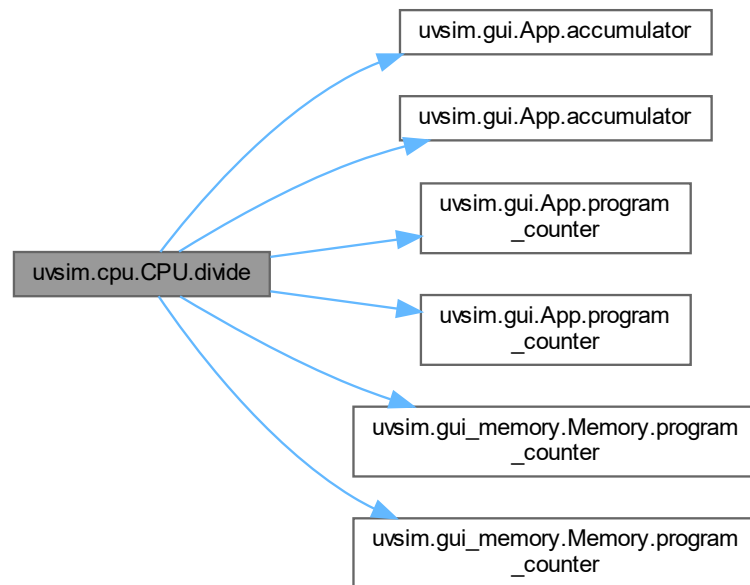 uvsim.gui.App.accumulator
uvsim.gui.App.accumulator
uvsim.gui.App.program
_counter
uvsim.cpu.CPU.divide
uvsim.gui.App.program
_counter
uvsim.gui_memory.Memory.program
_counter
uvsim.gui_memory.Memory.program
_counter